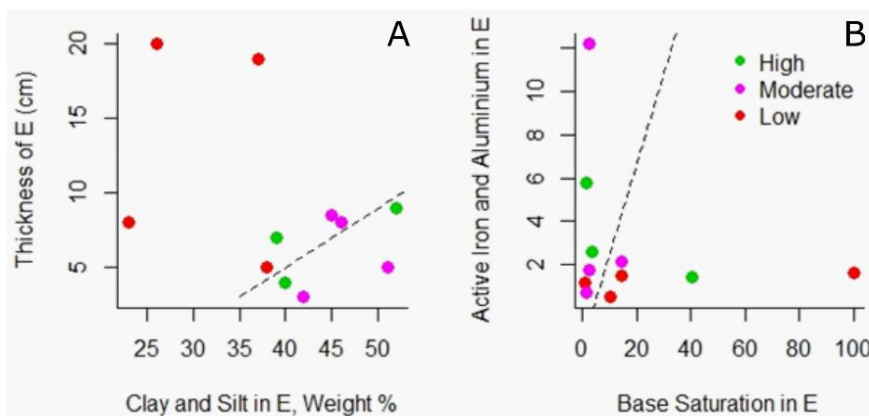 A
Thickness of E (cm)
20
15
10
5
25 30 35 40 45 50
Clay and Silt in E, Weight %
B
Active Iron and Aluminium in E
High
Moderate
Low
10
8
6
4
2
0 20 40 60 80 100
Base Saturation in E